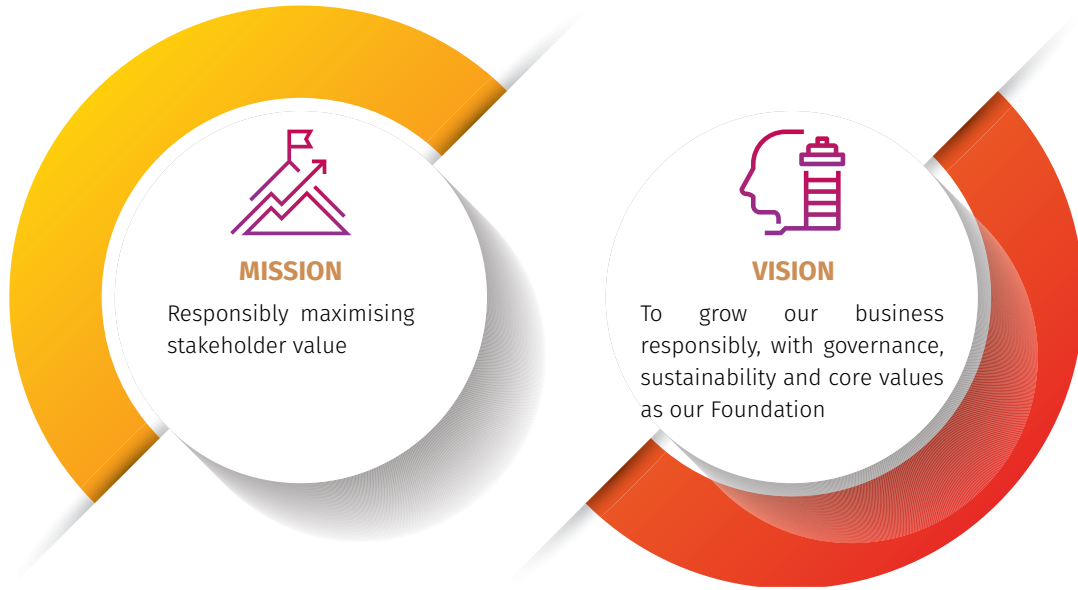 MISSION
Responsibly maximising
stakeholder value
VISION
To grow our business
responsibly, with governance,
sustainability and core values
as our Foundation